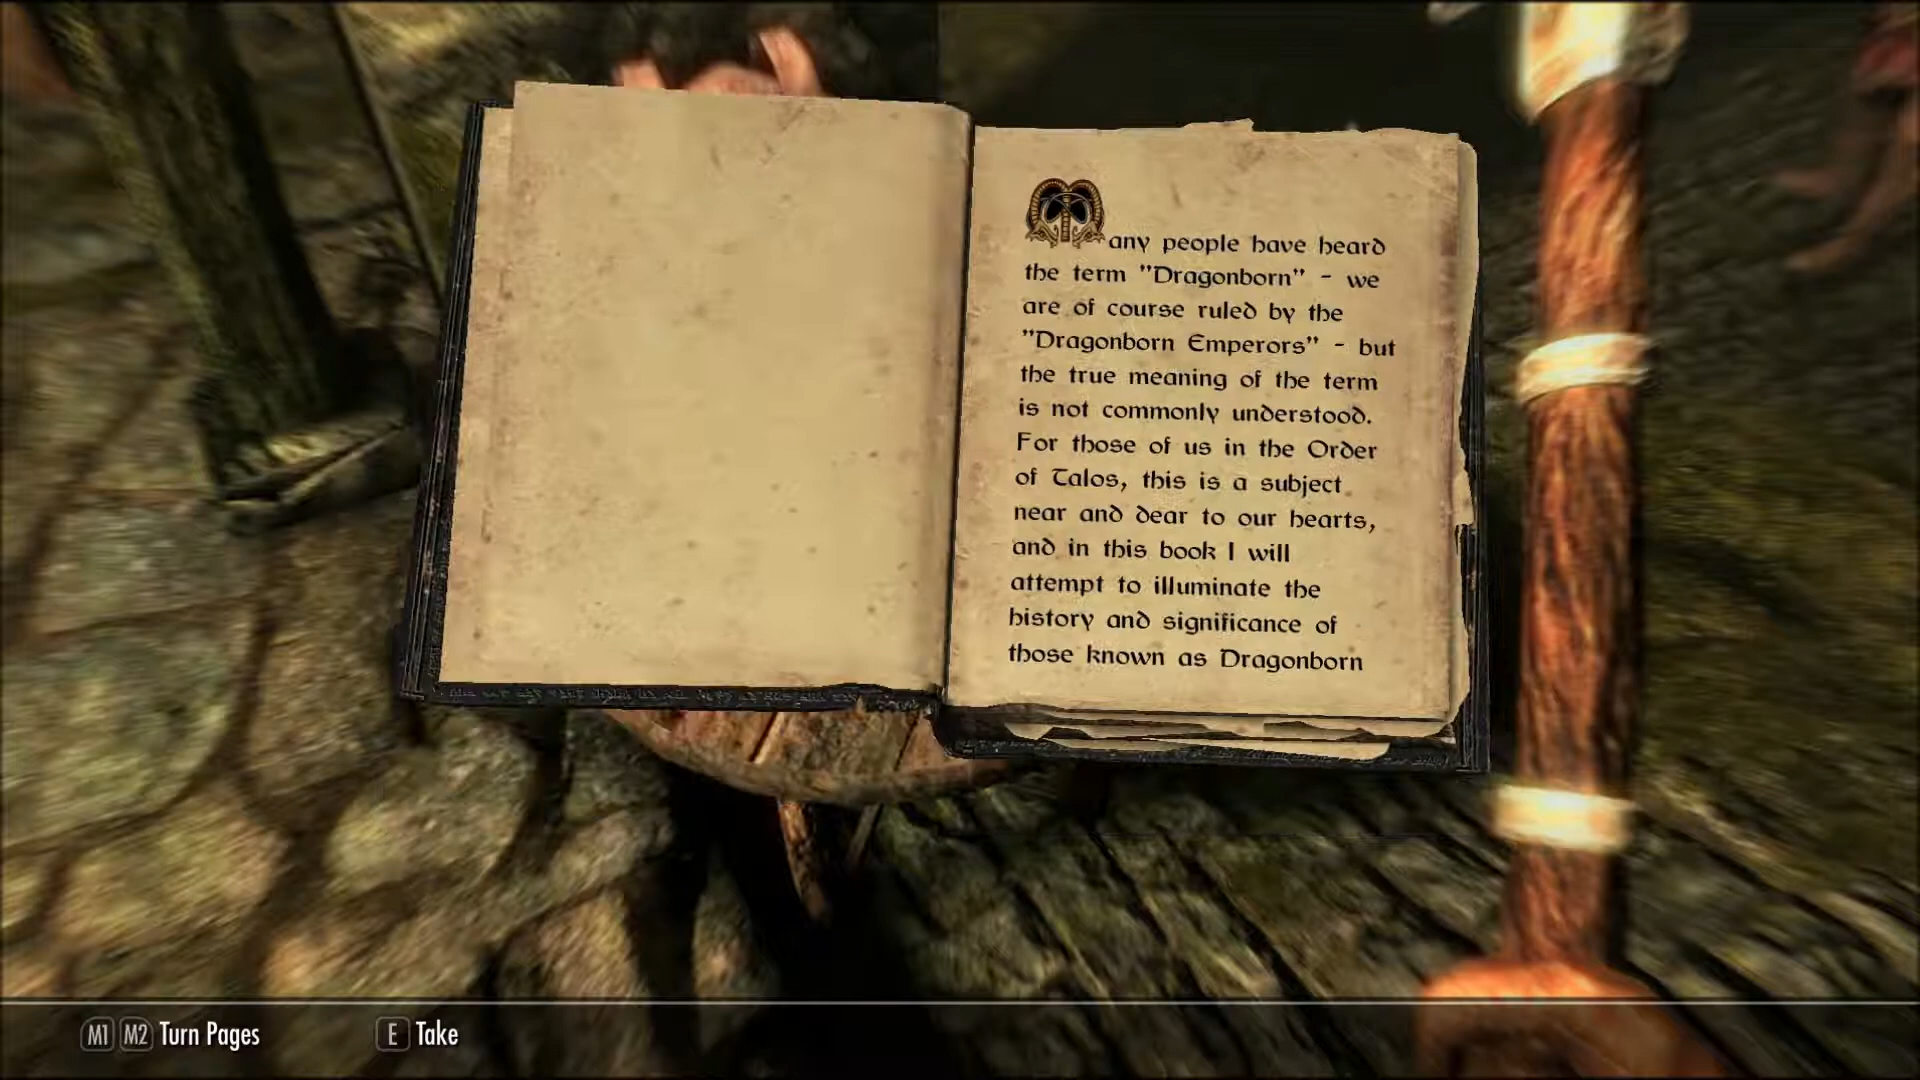 Many people have heard
the term "Dragonborn" - we
are of course ruled by the
"Dragonborn Emperors" - but
the true meaning of the term
is not commonly understood.
For those of us in the Order
of Talos, this is a subject
near and dear to our hearts,
and in this book I will
attempt to illuminate the
history and significance of
those known as Dragonborn
M1 M2 Turn Pages
E Take